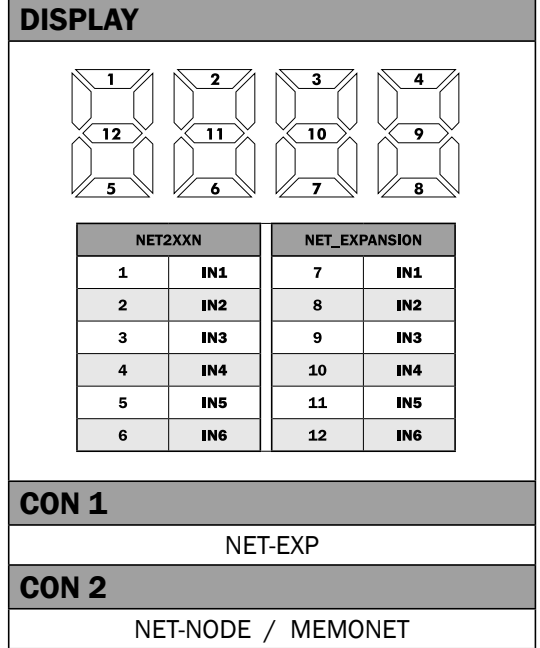 DISPLAY
1 2 3 4
12 11 10 9
5 6 7 8
NET2XXN NET_EXPANSION
1 IN1 7 IN1
2 IN2 8 IN2
3 IN3 9 IN3
4 IN4 10 IN4
5 IN5 11 IN5
6 IN6 12 IN6
CON 1
NET-EXP
CON 2
NET-NODE / MEMONET